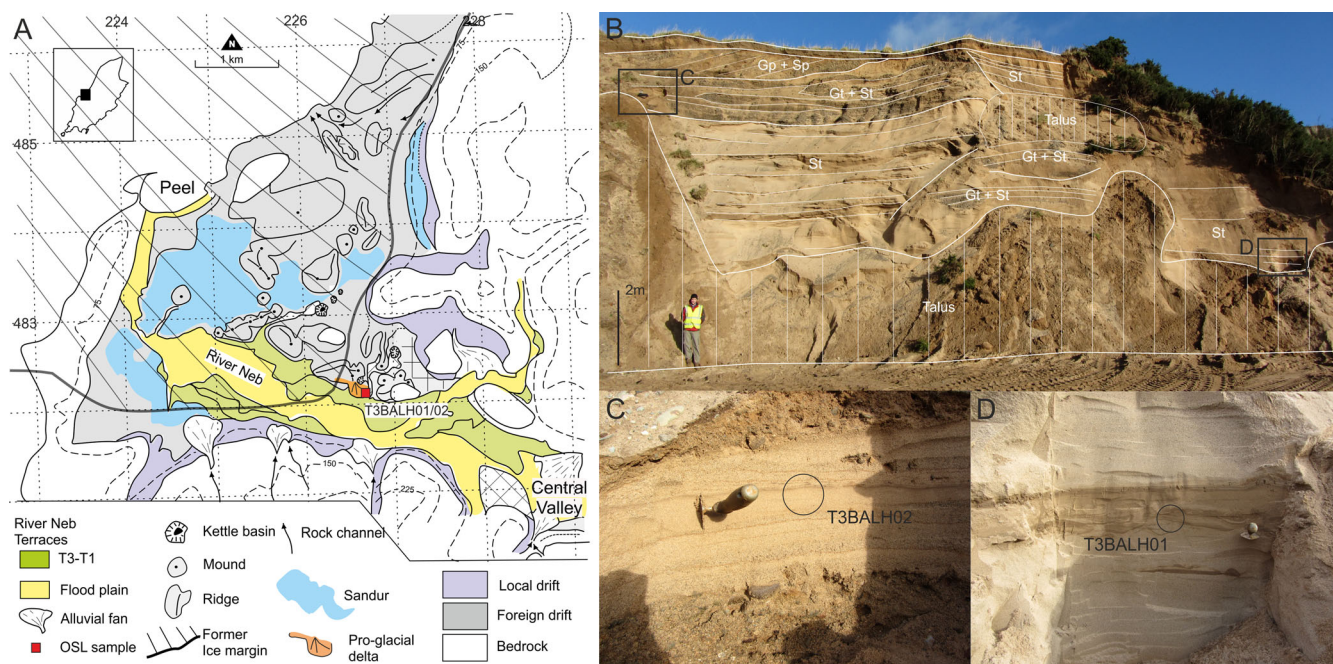 A
224
226
228
N
1 km
75
150
485
Peel
483
75
River Neb
T3BALH01/02
150
225
Central
Valley
River Neb
Terraces
T3-T1
Flood plain
Alluvial fan
OSL sample
Kettle basin
Mound
Ridge
Former
Ice margin
Rock channel
Sandur
Pro-glacial
delta
Local drift
Foreign drift
Bedrock
B
C
Gp + Sp
Gt + St
St
Talus
St
Gt + St
Gt + St
St
D
2m
Talus
C
T3BALH02
D
T3BALH01